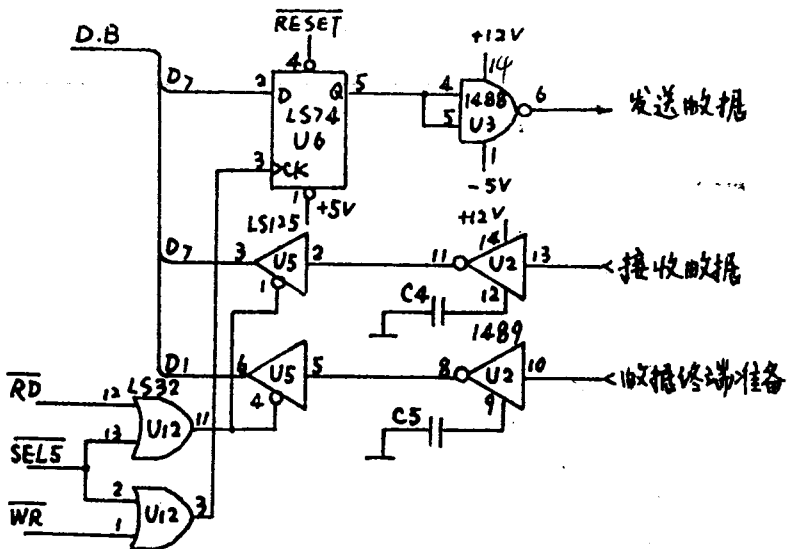 D.B
RESET
4
D7
2
D
Q
5
LS74
U6
3
CK
1
+5V
+12V
14
4
1488
5
U3
6
1
-5V
发送数据
LS125
D7
3
U5
2
1
+12V
14
11
U2
13
12
接收数据
C4
1489
D1
6
U5
5
4
8
U2
10
9
数据终端准备
C5
RD
12
LS32
U12
11
13
SEL5
2
U12
3
WR
1